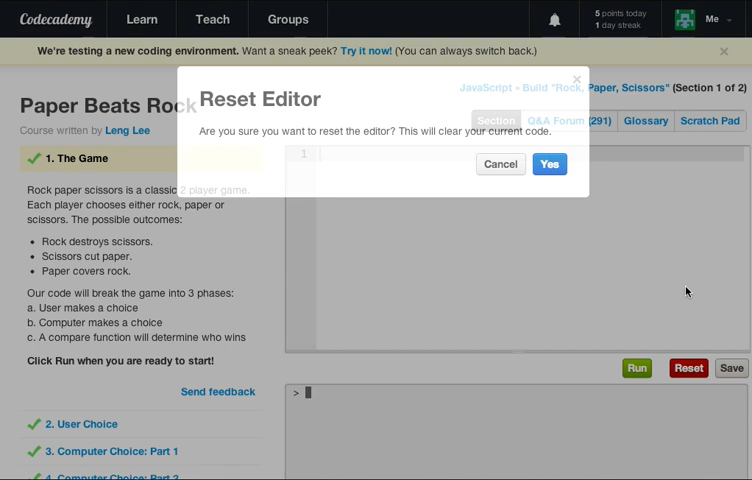 Codecademy Learn Teach Groups 5 points today Me
1 day streak
We're testing a new coding environment. Want a sneak peek? Try it now! (You can always switch back.) ×
JavaScript » Build "Rock, Paper, Scissors" (Section 1 of 2)
Paper Beats Rock
Course written by Leng Lee
Section Q&A Forum (291) Glossary Scratch Pad
×
Reset Editor
Are you sure you want to reset the editor? This will clear your current code.
Cancel Yes
1. The Game
Rock paper scissors is a classic 2 player game.
Each player chooses either rock, paper or
scissors. The possible outcomes:
• Rock destroys scissors.
• Scissors cut paper.
• Paper covers rock.
Our code will break the game into 3 phases:
a. User makes a choice
b. Computer makes a choice
c. A compare function will determine who wins
Click Run when you are ready to start!
Send feedback
2. User Choice
3. Computer Choice: Part 1
4. Computer Choice: Part 2
1
Run Reset Save
>